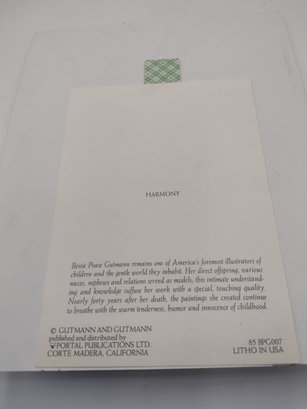 HARMONY
Bessie Pease Gutmann remains one of America's foremost illustrators of
children and the gentle world they inhabit. Her direct offspring, various
nieces, nephews and relations served as models; this intimate understand-
ing and knowledge suffuse her work with a special, touching quality.
Nearly forty years after her death, the paintings she created continue
to breathe with the warm tenderness, humor and innocence of childhood.
© GUTMANN AND GUTMANN
published and distributed by
PORTAL PUBLICATIONS LTD.
CORTE MADERA, CALIFORNIA
85 BPG007
LITHO IN USA